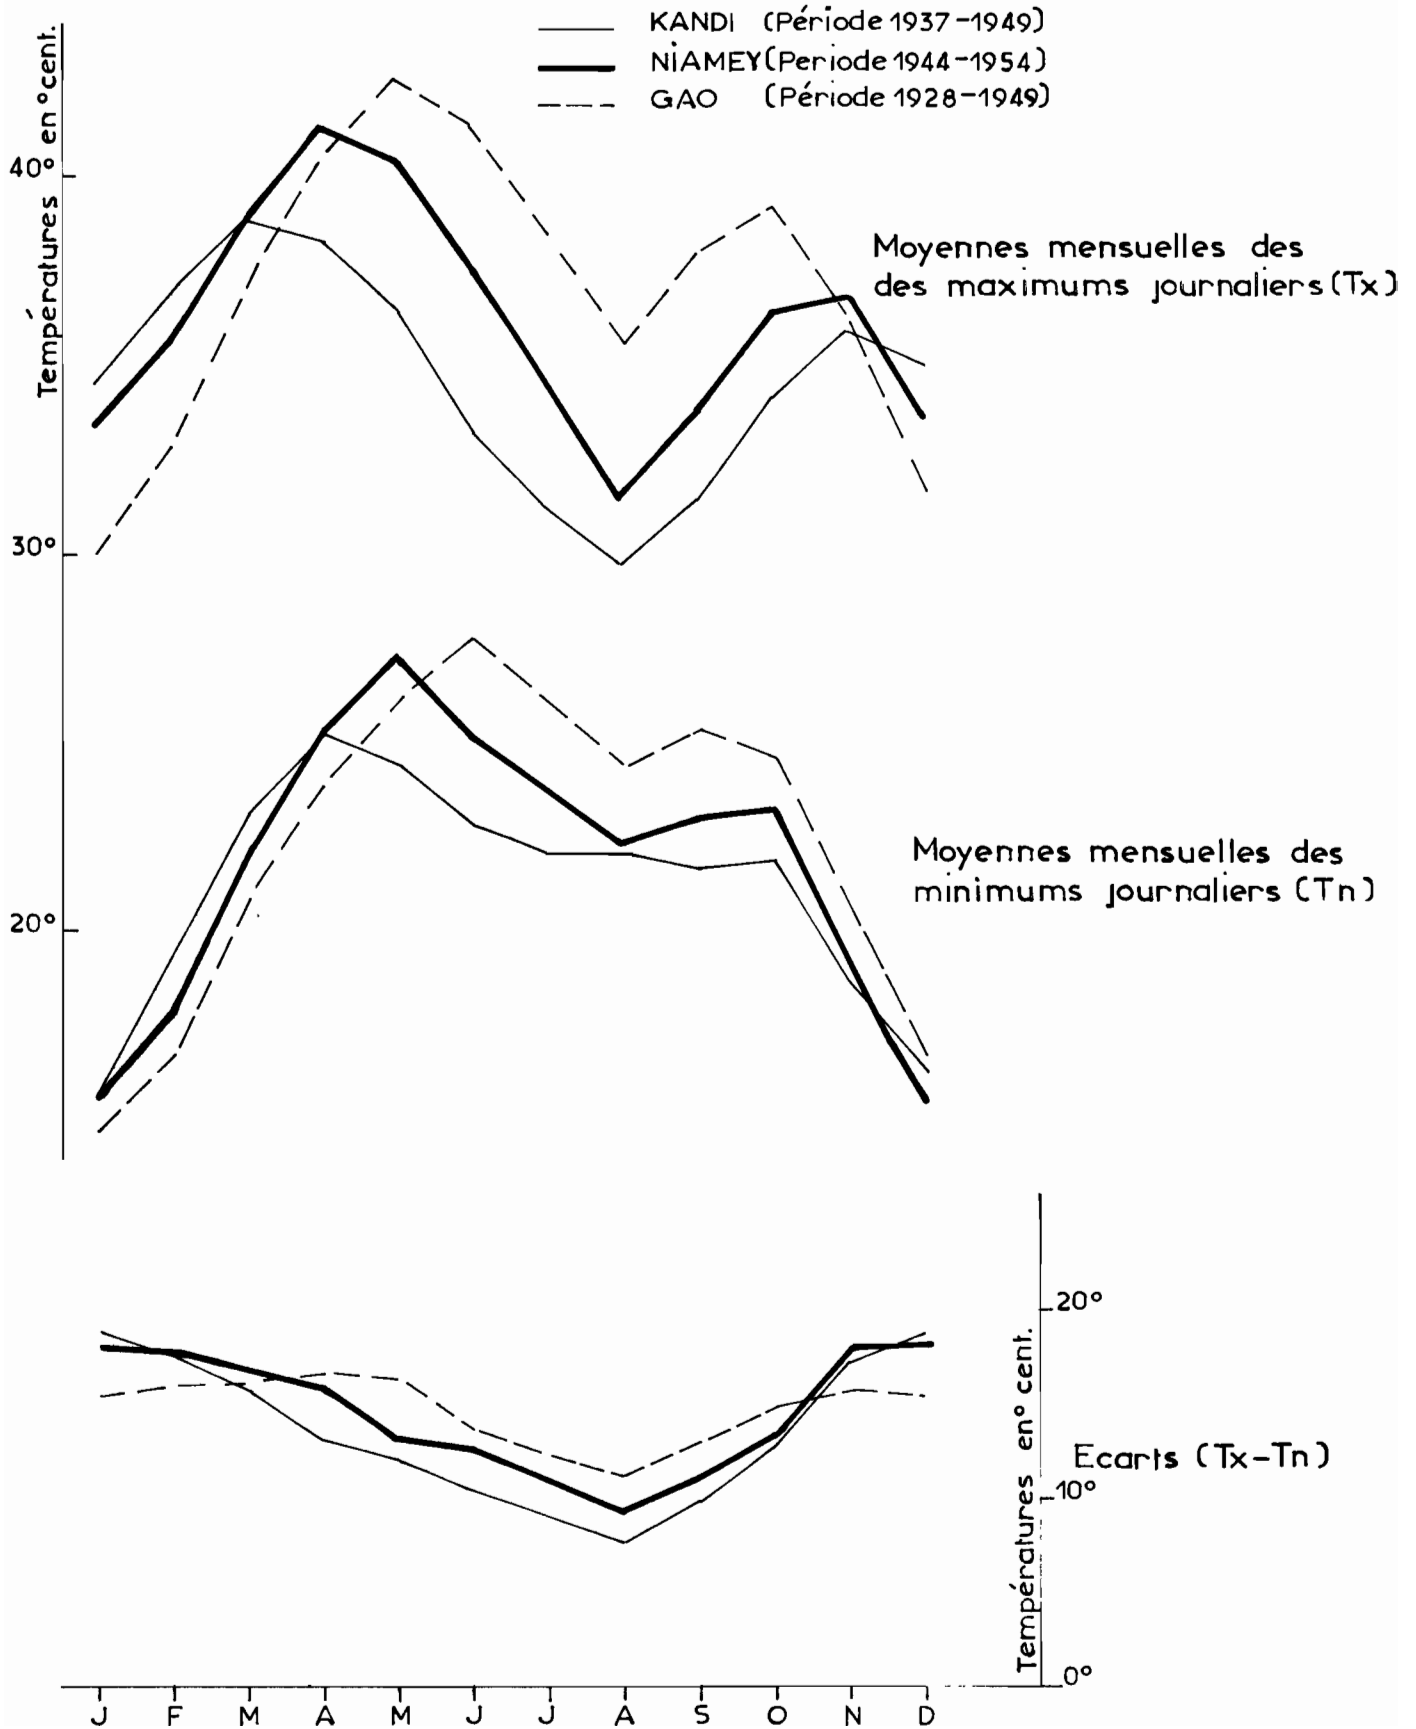 KANDI (Période 1937-1949)
NIAMEY (Periode 1944-1954)
GAO (Période 1928-1949)
Températures en °cent.
40°
30°
20°
Moyennes mensuelles des
des maximums journaliers (Tx)
Moyennes mensuelles des
minimums journaliers (Tn)
20°
10°
0°
Températures en° cent.
Ecarts (Tx-Tn)
J F M A M J J A S O N D